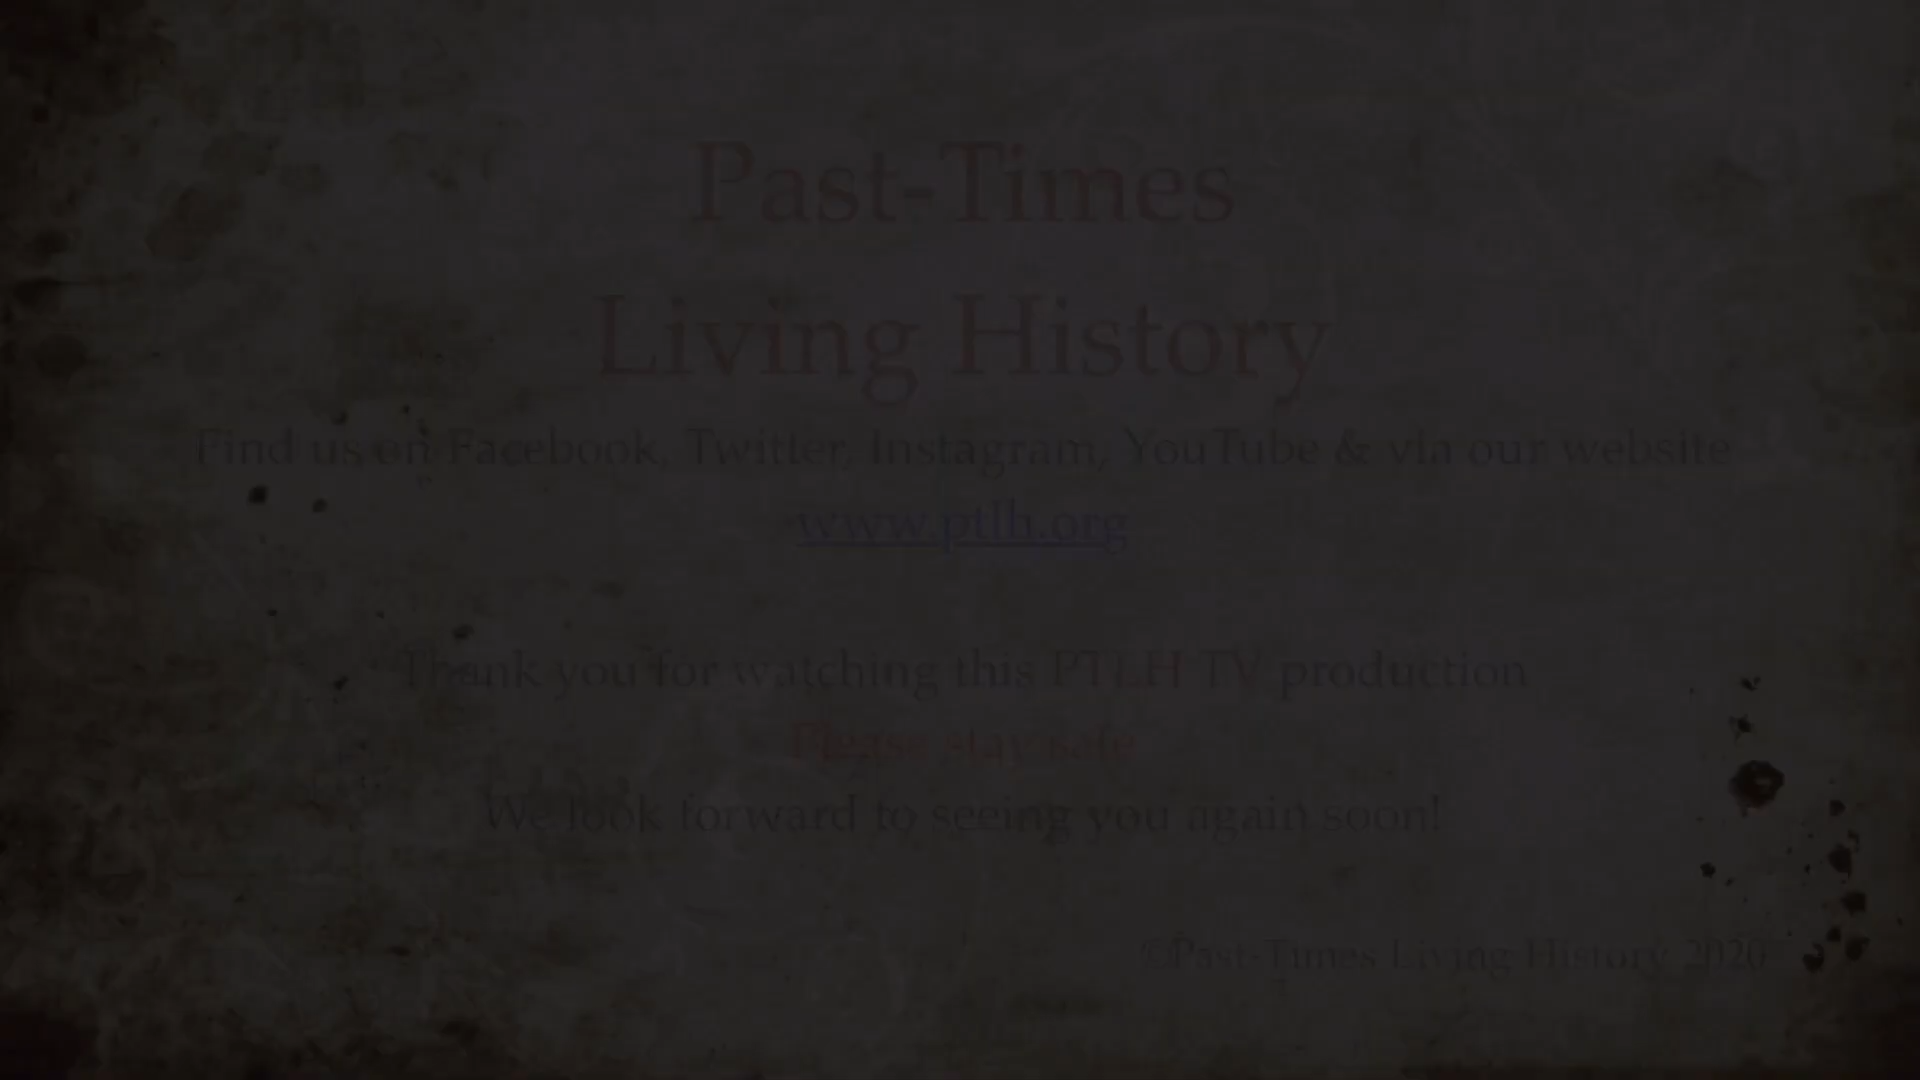 Past-Times
Living History
Find us on Facebook, Twitter, Instagram, YouTube & via our website
www.ptlh.org
Thank you for watching this PTLH TV production
Please stay safe
We look forward to seeing you again soon!
©Past-Times Living History 2020